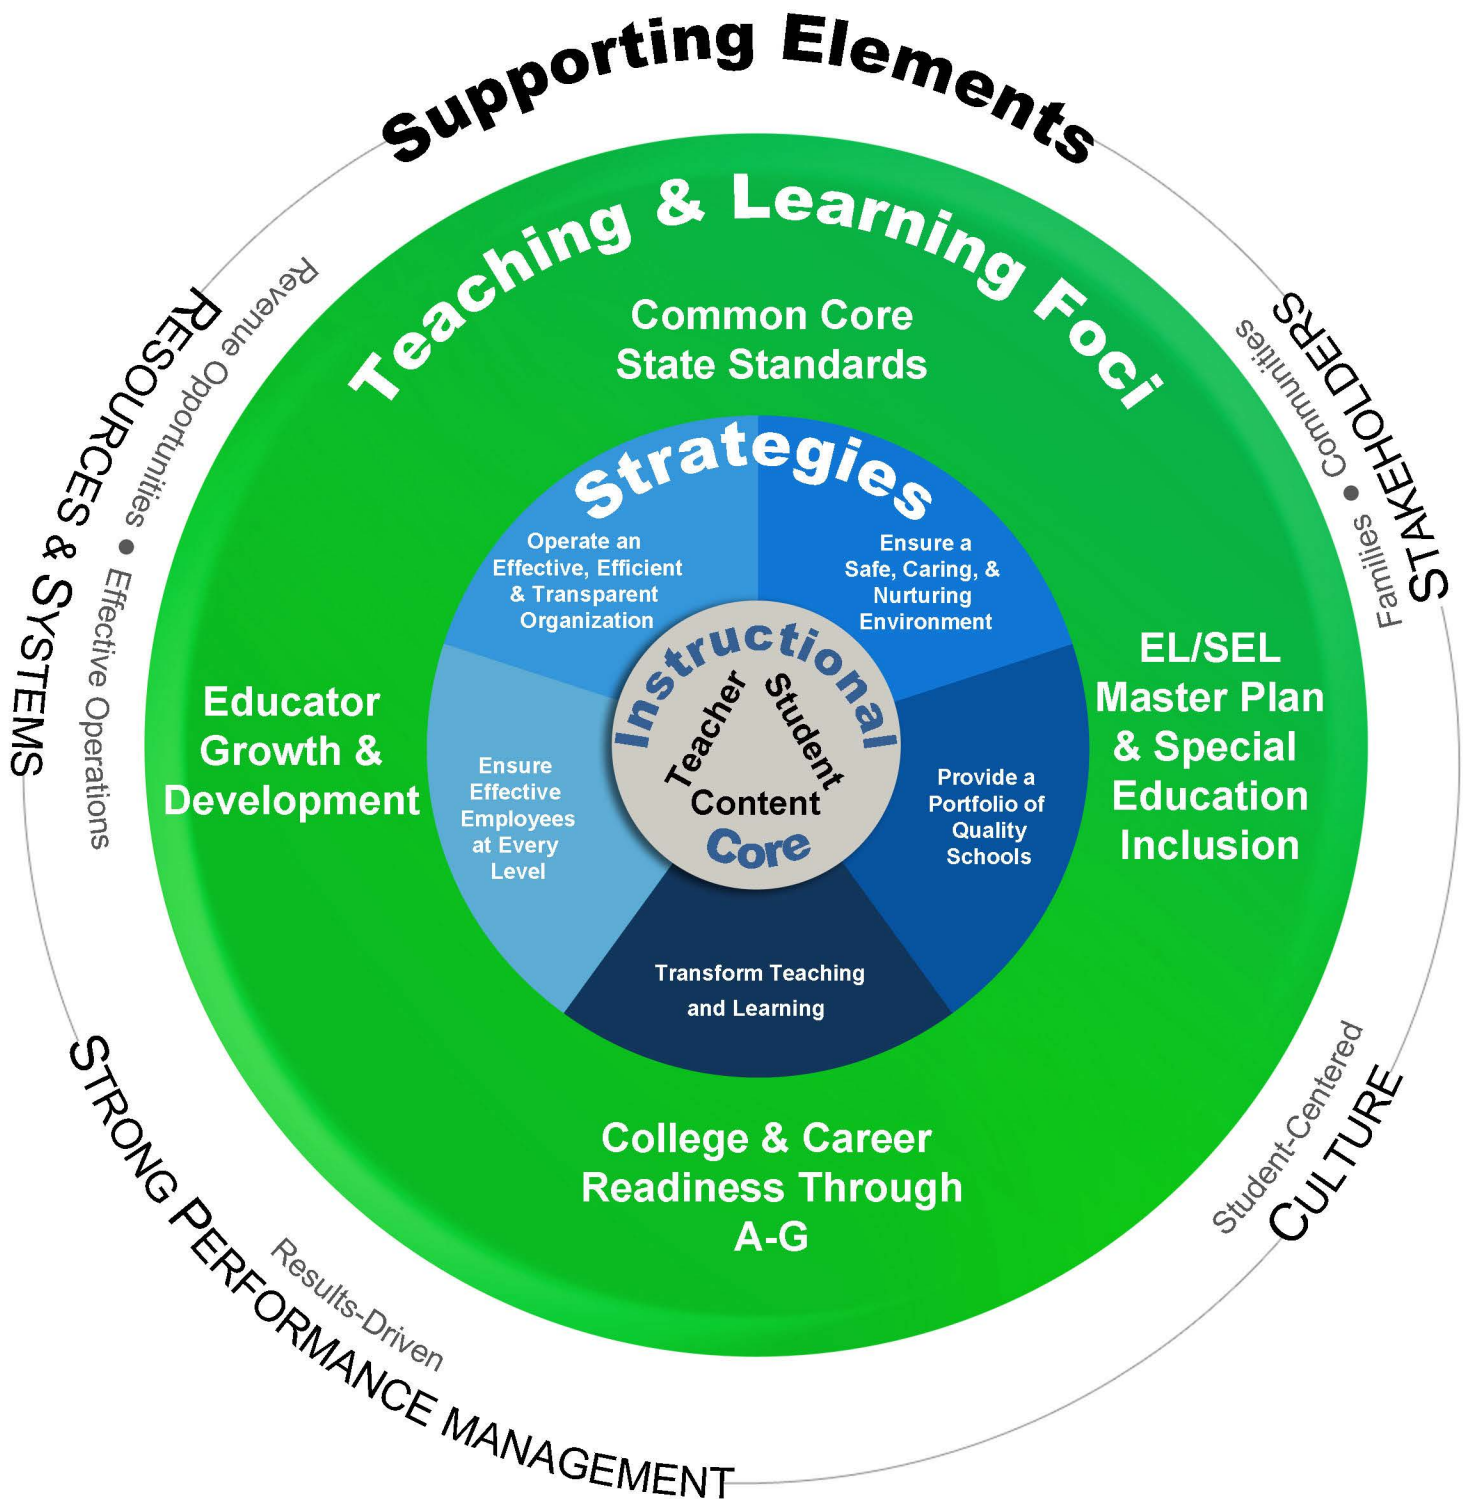 Supporting Elements
Teaching & Learning Foci
Common Core
State Standards
Strategies
Operate an
Effective, Efficient
& Transparent
Organization
Ensure a
Safe, Caring, &
Nurturing
Environment
Instructional
Teacher
Student
Content
Core
Ensure
Effective
Employees
at Every
Level
Provide a
Portfolio of
Quality
Schools
Transform Teaching
and Learning
Educator
Growth &
Development
EL/SEL
Master Plan
& Special
Education
Inclusion
College & Career
Readiness Through
A-G
RESOURCES & SYSTEMS
Revenue Opportunities • Effective Operations
STAKEHOLDERS
Families • Communities
STRONG PERFORMANCE MANAGEMENT
Results-Driven
Student-Centered
CULTURE